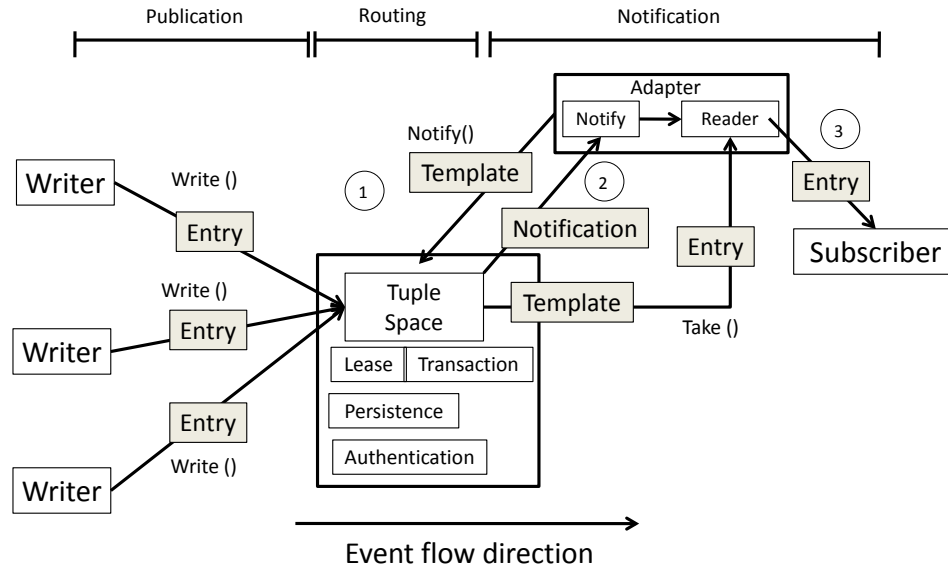 Publication
Routing
Notification
Adapter
Notify
Reader
3
Notify()
Template
1
2
Entry
Writer
Write ()
Entry
Notification
Entry
Subscriber
Tuple
Space
Template
Write ()
Entry
Take ()
Writer
Lease
Transaction
Persistence
Entry
Authentication
Write ()
Writer
Event flow direction